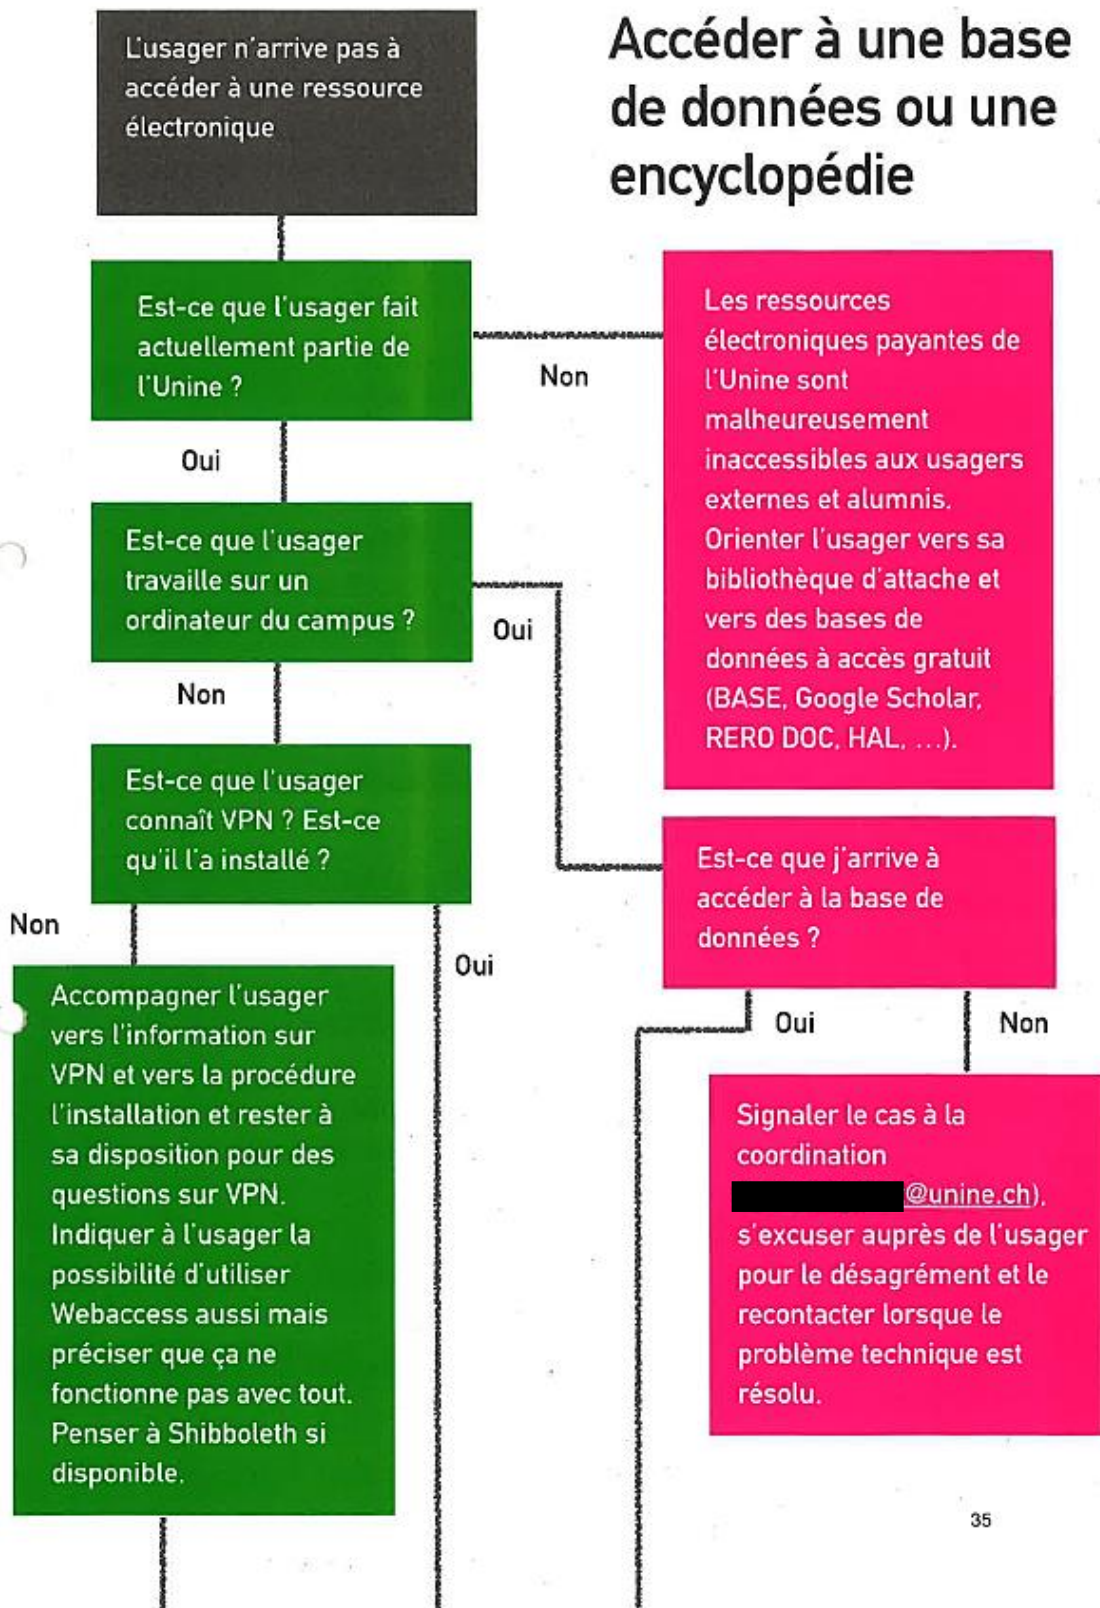 L'usager n'arrive pas à
accéder à une ressource
électronique
Accéder à une base
de données ou une
encyclopédie
Est-ce que l'usager fait
actuellement partie de
l'Unine ?
Non
Les ressources
électroniques payantes de
l'Unine sont
malheureusement
inaccessibles aux usagers
externes et alumnis.
Orienter l'usager vers sa
bibliothèque d'attache et
vers des bases de
données à accès gratuit
(BASE, Google Scholar,
RERO DOC, HAL, ...).
Oui
Est-ce que l'usager
travaille sur un
ordinateur du campus ?
Oui
Non
Est-ce que l'usager
connaît VPN ? Est-ce
qu'il l'a installé ?
Est-ce que j'arrive à
accéder à la base de
données ?
Non
Oui
Accompagner l'usager
vers l'information sur
VPN et vers la procédure
l'installation et rester à
sa disposition pour des
questions sur VPN.
Indiquer à l'usager la
possibilité d'utiliser
Webaccess aussi mais
préciser que ça ne
fonctionne pas avec tout.
Penser à Shibboleth si
disponible.
Oui
Non
Signaler le cas à la
coordination
@unine.ch),
s'excuser auprès de l'usager
pour le désagrément et le
recontacter lorsque le
problème technique est
résolu.
35